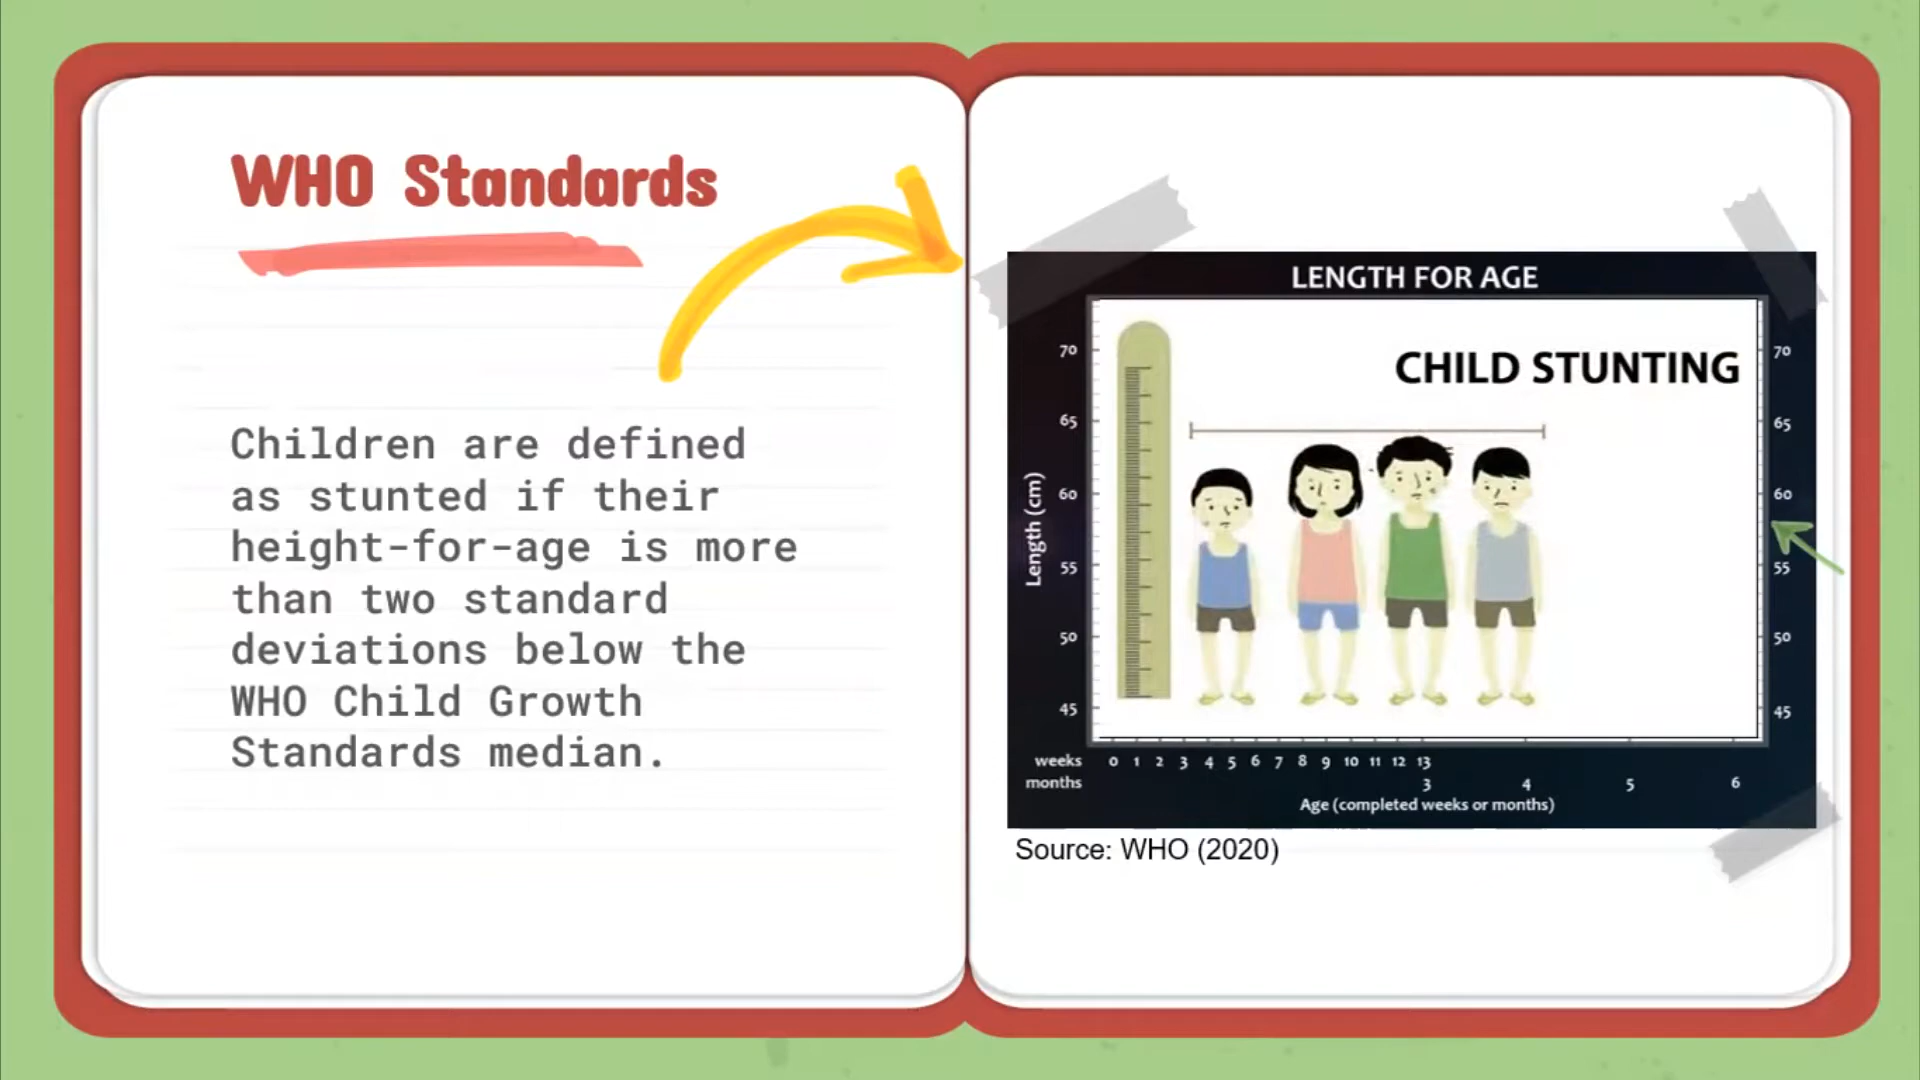 WHO Standards
Children are defined
as stunted if their
height-for-age is more
than two standard
deviations below the
WHO Child Growth
Standards median.
LENGTH FOR AGE
CHILD STUNTING
70 70
65 65
60 60
55 55
50 50
45 45
Length (cm)
weeks 0 1 2 3 4 5 6 7 8 9 10 11 12 13
months 3 4 5 6
Age (completed weeks or months)
Source: WHO (2020)